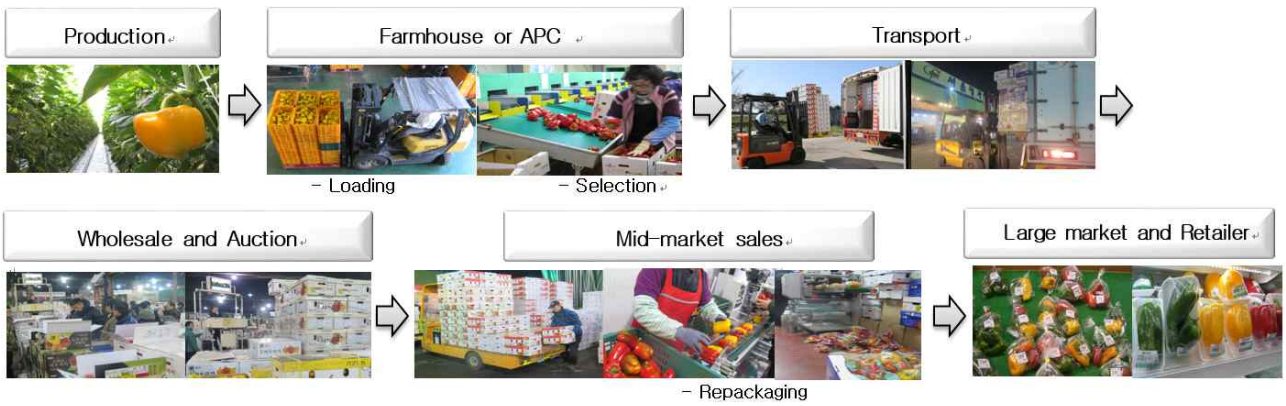 Production
Farmhouse or APC
Transport
- Loading
- Selection
Wholesale and Auction
Mid-market sales
Large market and Retailer
- Repackaging